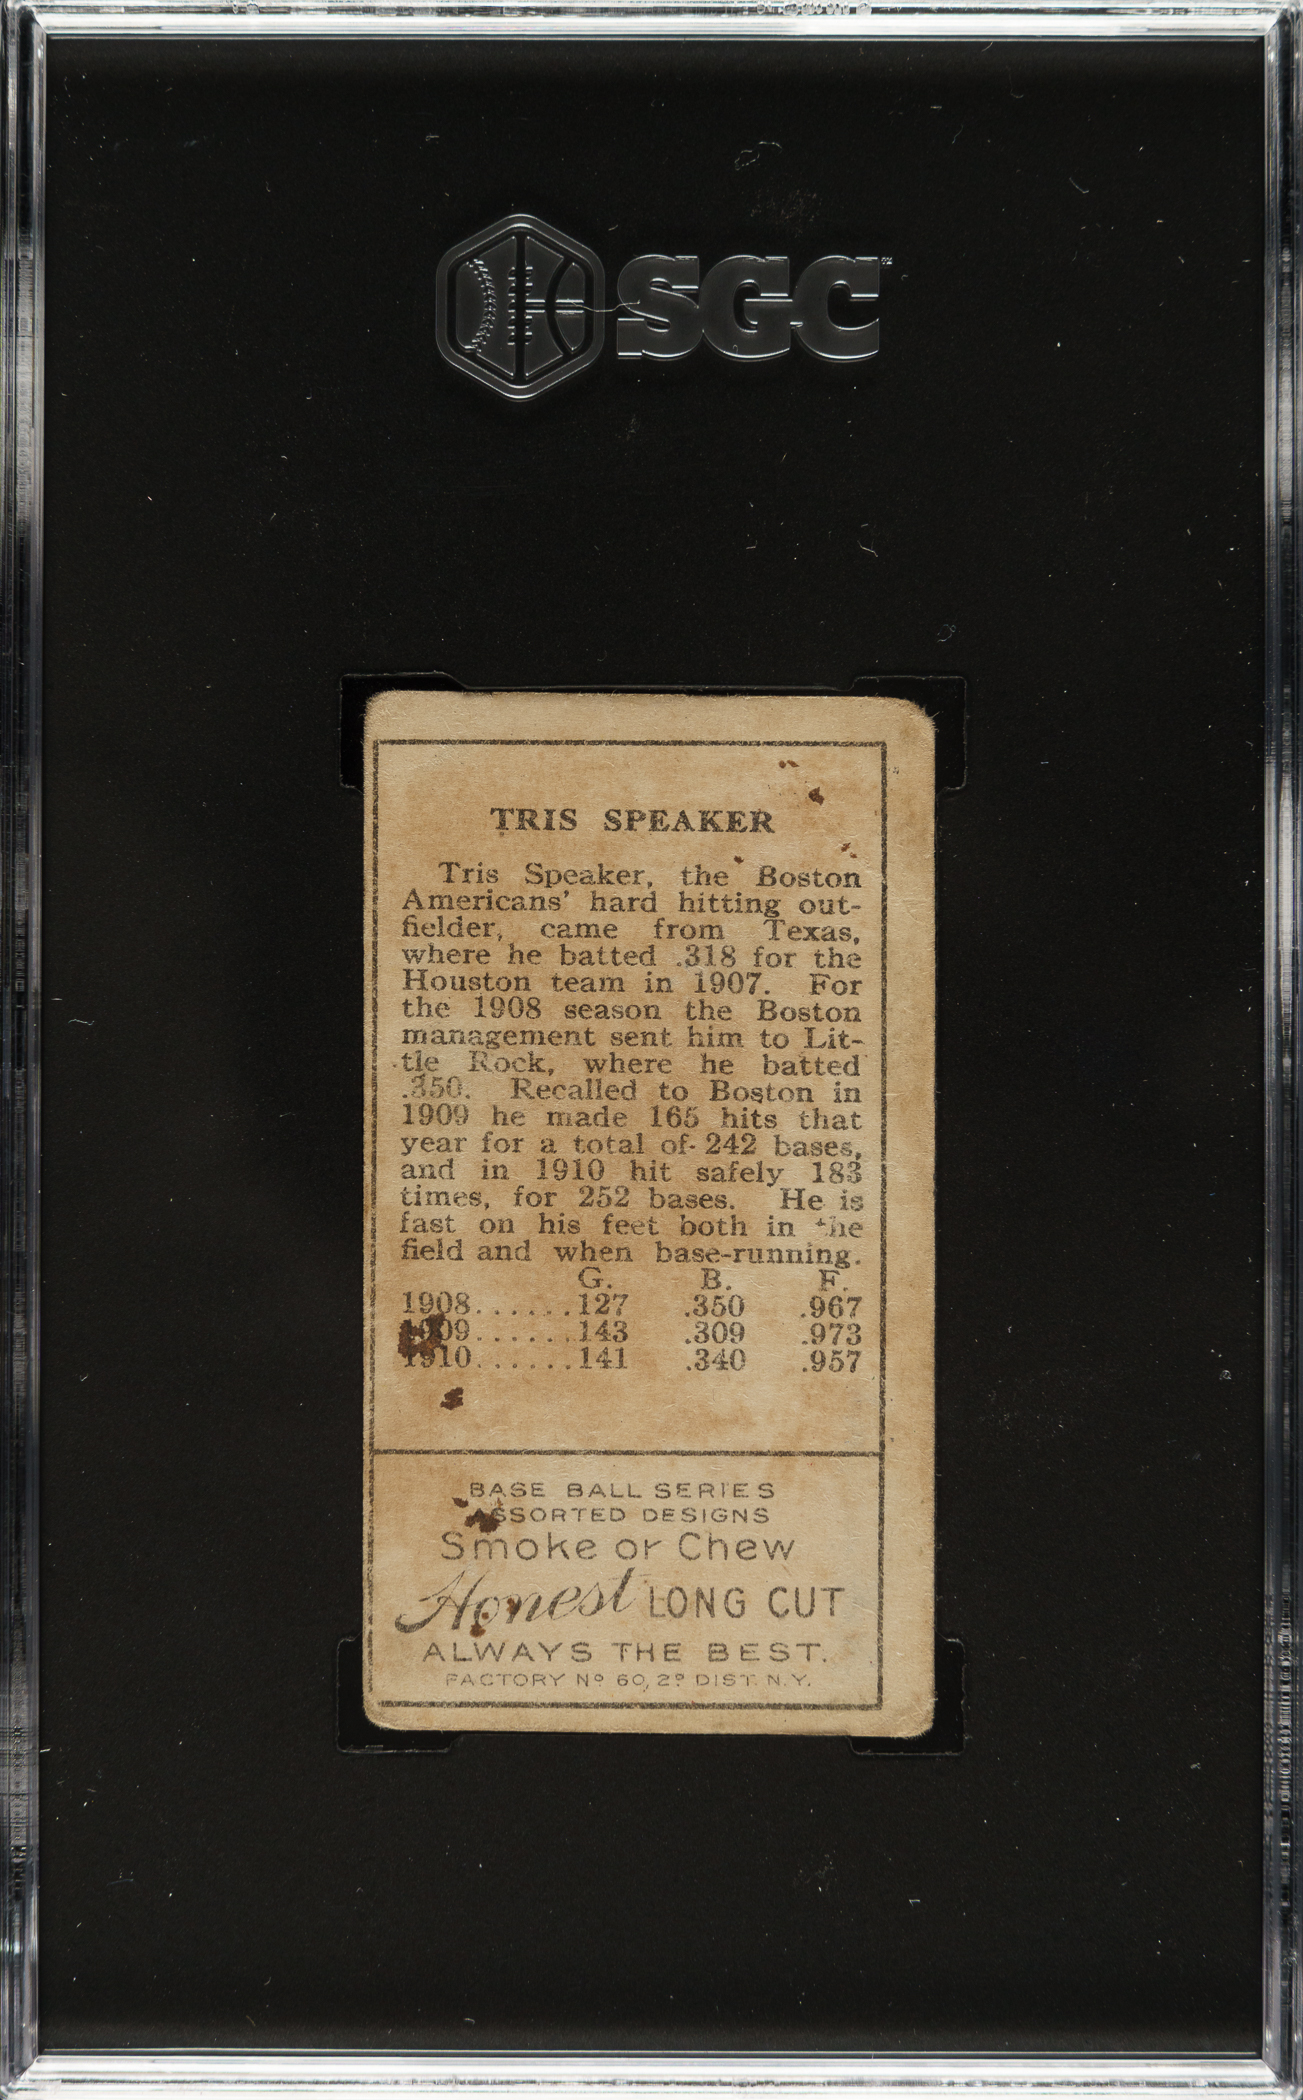 SGC
TRIS SPEAKER
Tris Speaker, the Boston
Americans' hard hitting out-
fielder, came from Texas,
where he batted .318 for the
Houston team in 1907. For
the 1908 season the Boston
management sent him to Lit-
tle Rock, where he batted
.350. Recalled to Boston in
1909 he made 165 hits that
year for a total of 242 bases,
and in 1910 hit safely 183
times, for 252 bases. He is
fast on his feet both in the
field and when base-running.
G. B. F.
1908......127 .350 .967
1909......143 .309 .973
1910......141 .340 .957
BASE BALL SERIES
ASSORTED DESIGNS
Smoke or Chew
Honest LONG CUT
ALWAYS THE BEST.
FACTORY Nº 60, 2º DIST. N.Y.